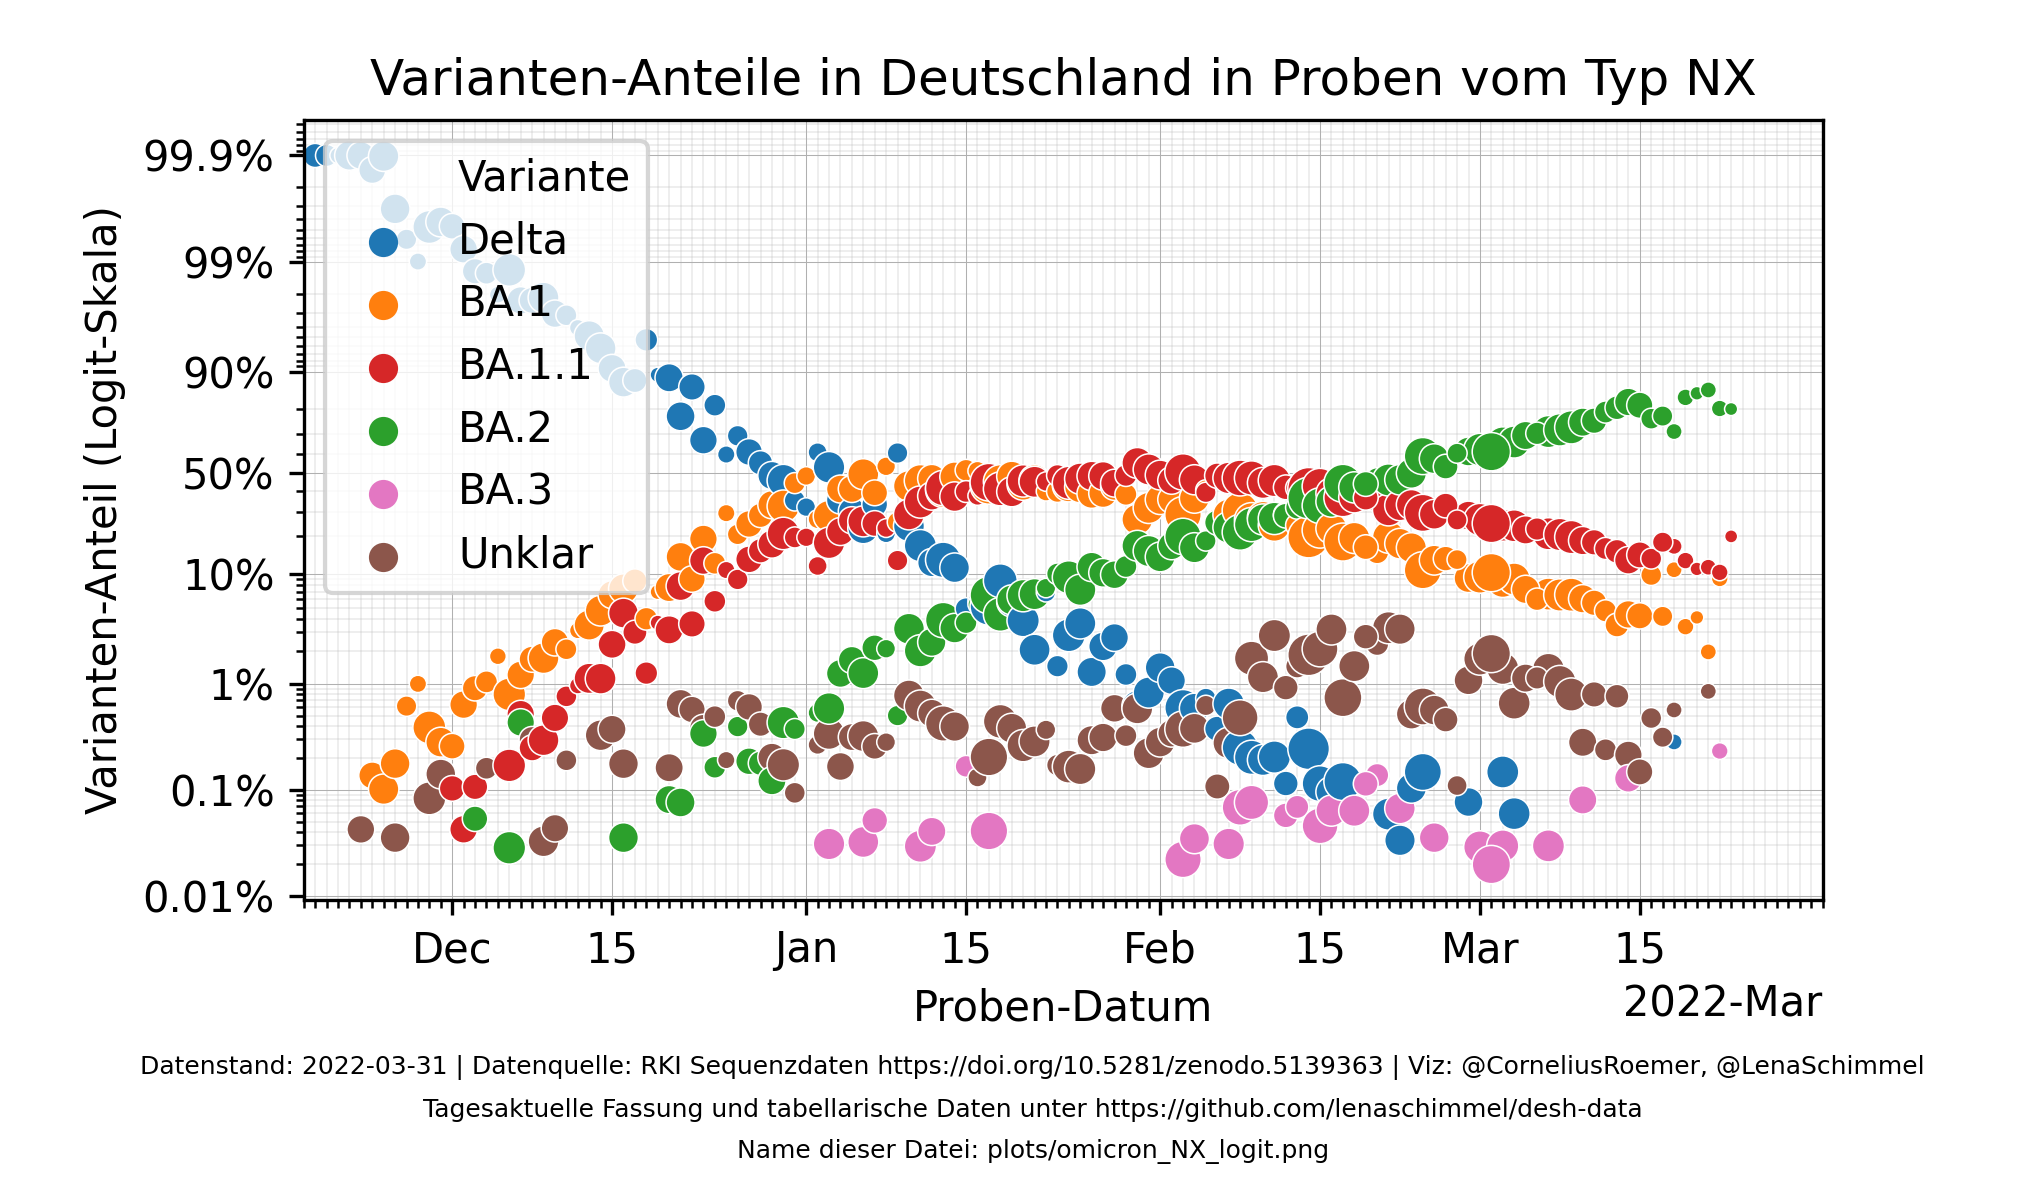 Varianten-Anteile in Deutschland in Proben vom Typ NX
Varianten-Anteil (Logit-Skala)
99.9%
99%
90%
50%
10%
1%
0.1%
0.01%
Variante
Delta
BA.1
BA.1.1
BA.2
BA.3
Unklar
Dec 15 Jan 15 Feb 15 Mar 15
Proben-Datum
2022-Mar
Datenstand: 2022-03-31 | Datenquelle: RKI Sequenzdaten https://doi.org/10.5281/zenodo.5139363 | Viz: @CorneliusRoemer, @LenaSchimmel
Tagesaktuelle Fassung und tabellarische Daten unter https://github.com/lenaschimmel/desh-data
Name dieser Datei: plots/omicron_NX_logit.png